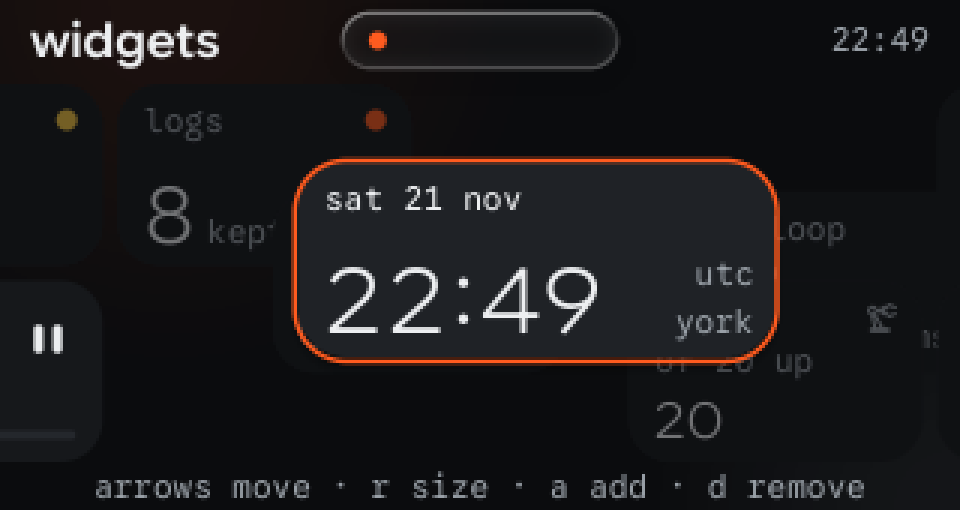 widgets
22:49
logs
8 kept
sat 21 nov
22:49
utc
york
loop
up
20
arrows move · r size · a add · d remove